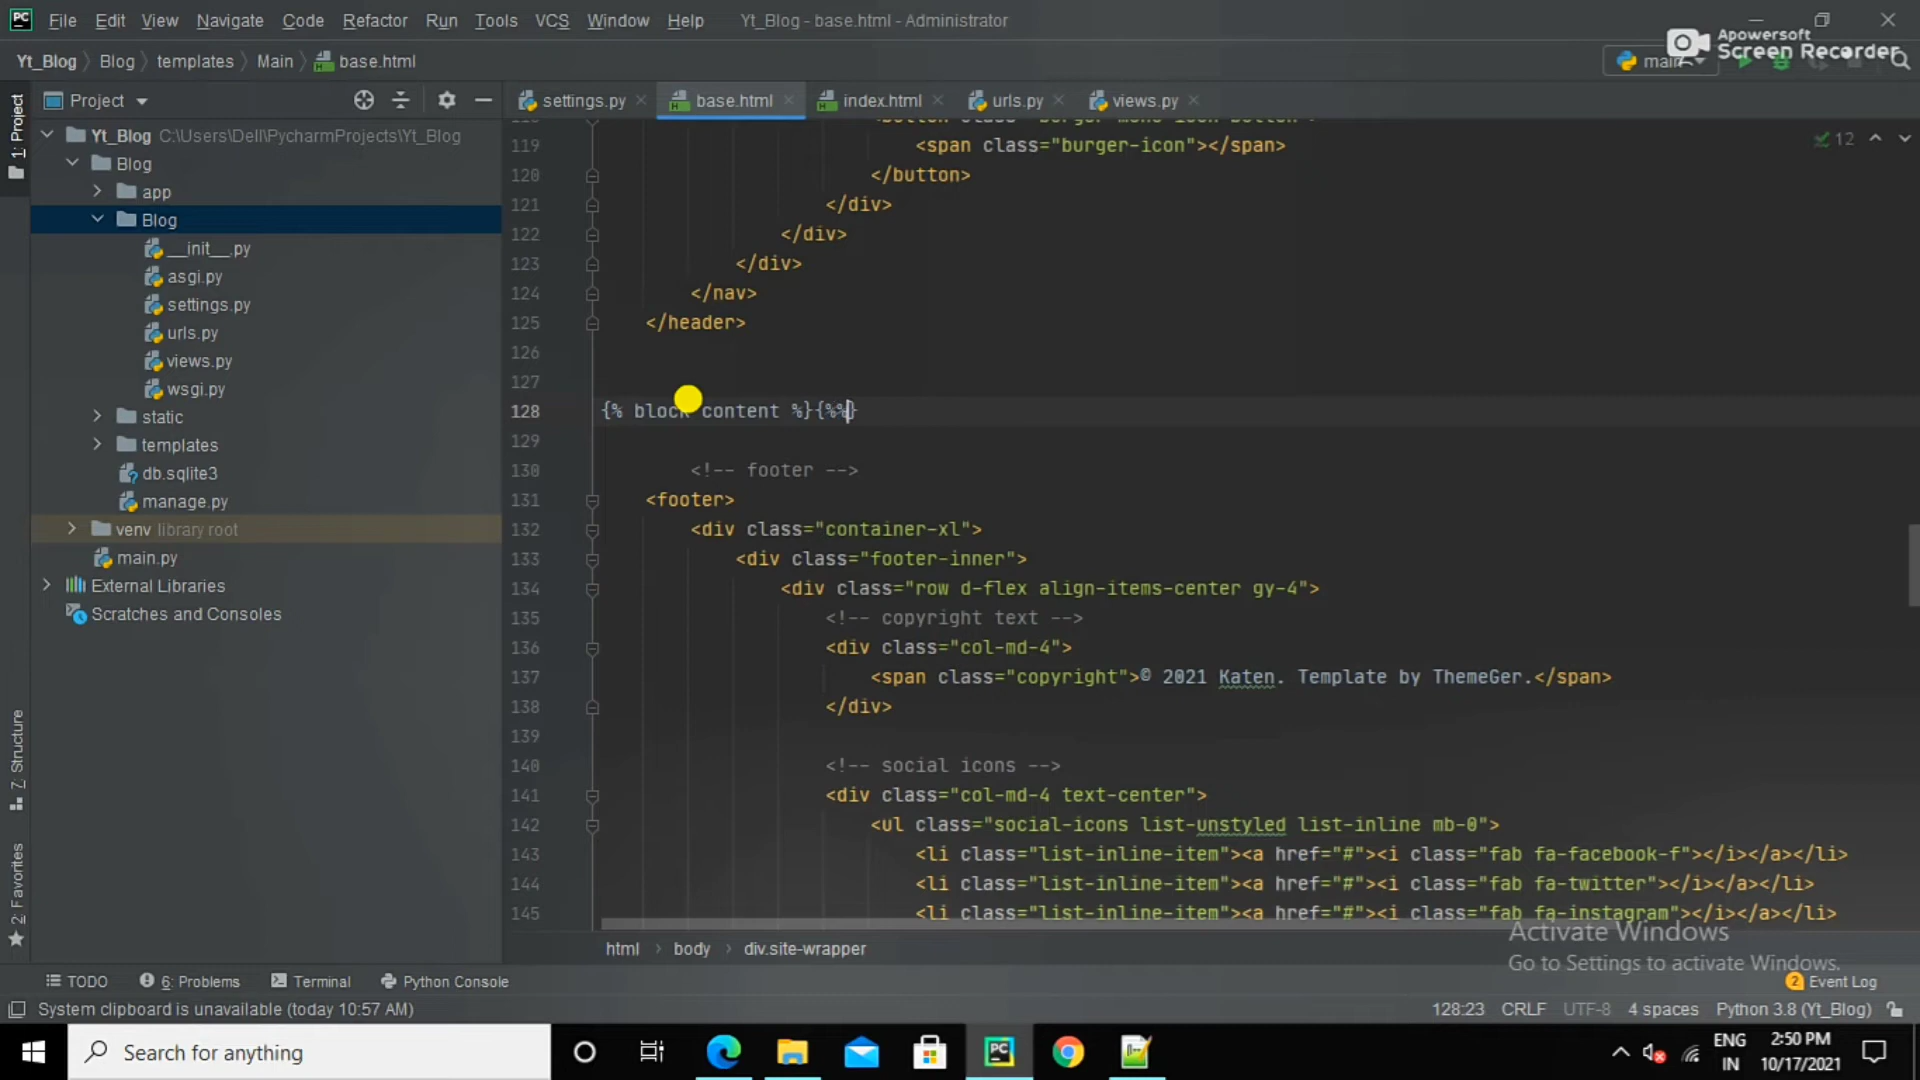 File Edit View Navigate Code Refactor Run Tools VCS Window Help Yt_Blog - base.html - Administrator
Apowersoft
Screen Recorder
Yt_Blog Blog templates Main base.html main
Project settings.py base.html index.html urls.py views.py
1: Project
Yt_Blog C:\Users\Dell\PycharmProjects\Yt_Blog
Blog
app
Blog
__init__.py
asgi.py
settings.py
urls.py
views.py
wsgi.py
static
templates
db.sqlite3
manage.py
venv library root
main.py
External Libraries
Scratches and Consoles
7: Structure
2: Favorites
12
119 <span class="burger-icon"></span>
120 </button>
121 </div>
122 </div>
123 </div>
124 </nav>
125 </header>
126
127
128 {% block content %}{%%}
129
130 <!-- footer -->
131 <footer>
132 <div class="container-xl">
133 <div class="footer-inner">
134 <div class="row d-flex align-items-center gy-4">
135 <!-- copyright text -->
136 <div class="col-md-4">
137 <span class="copyright">© 2021 Katen. Template by ThemeGer.</span>
138 </div>
139
140 <!-- social icons -->
141 <div class="col-md-4 text-center">
142 <ul class="social-icons list-unstyled list-inline mb-0">
143 <li class="list-inline-item"><a href="#"><i class="fab fa-facebook-f"></i></a></li>
144 <li class="list-inline-item"><a href="#"><i class="fab fa-twitter"></i></a></li>
145 <li class="list-inline-item"><a href="#"><i class="fab fa-instagram"></i></a></li>
html body div.site-wrapper
Activate Windows
Go to Settings to activate Windows.
TODO 6: Problems Terminal Python Console 2 Event Log
System clipboard is unavailable (today 10:57 AM) 128:23 CRLF UTF-8 4 spaces Python 3.8 (Yt_Blog)
Search for anything
ENG
IN
2:50 PM
10/17/2021